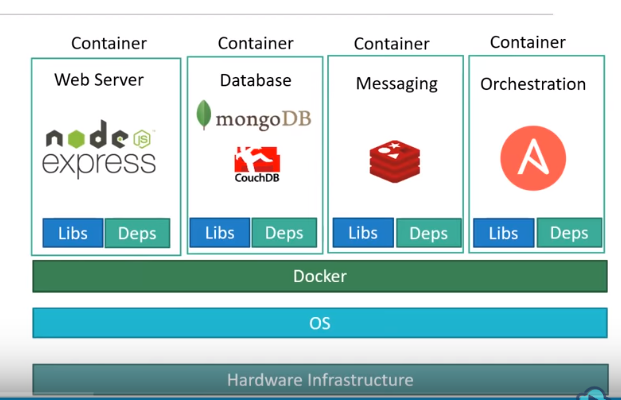 Container
Container
Container
Container
Web Server
Database
Messaging
Orchestration
node JS
express
mongoDB
CouchDB
A
Libs
Deps
Libs
Deps
Libs
Deps
Libs
Deps
Docker
OS
Hardware Infrastructure